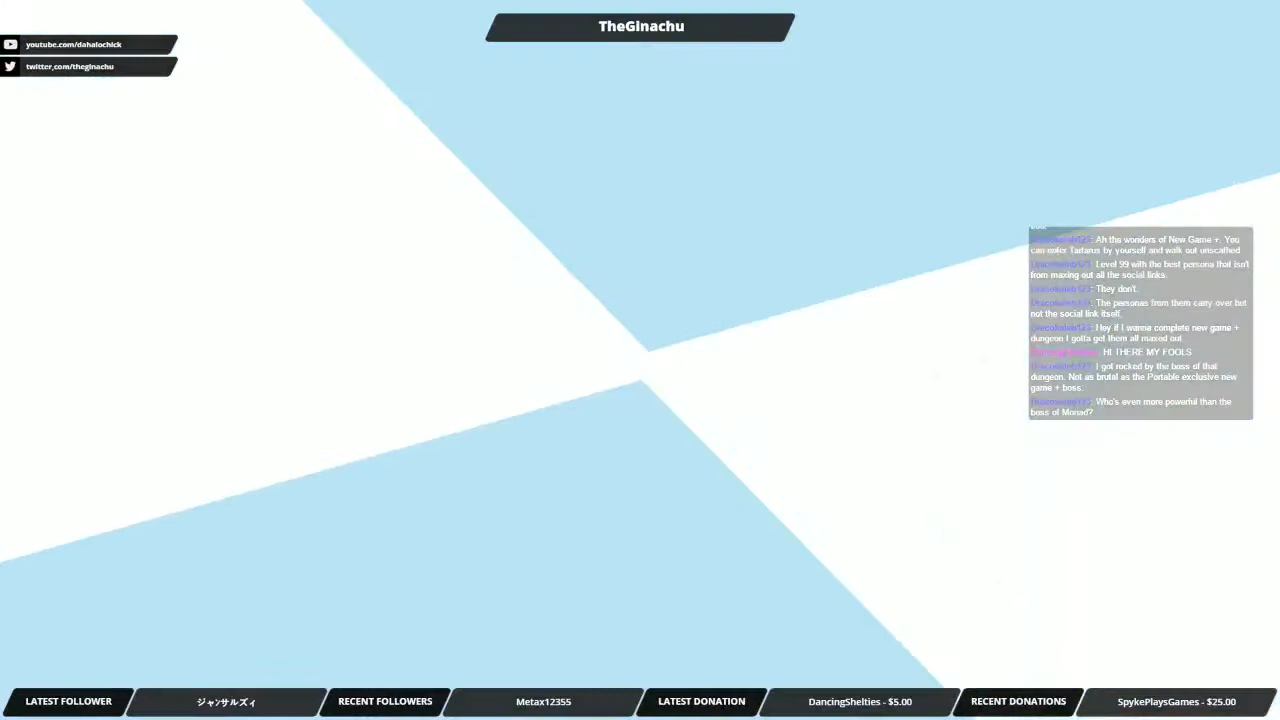 TheGinachu
youtube.com/dahalochick
twitter.com/theginachu
Ah the wonders of New Game +. You
can enter Tartarus by yourself and walk out unscathed
Level 99 with the best persona that isn't
from maxing out all the social links.
They don't.
The personas from them carry over but
not the social link itself.
Hey if I wanna complete new game +
dungeon I gotta get them all maxed out
HI THERE MY FOOLS
I got rocked by the boss of that
dungeon. Not as brutal as the Portable exclusive new
game + boss.
Who's even more powerful than the
boss of Monad?
LATEST FOLLOWER
ジャンサルズィ
RECENT FOLLOWERS
Metax12355
LATEST DONATION
DancingShelties - $5.00
RECENT DONATIONS
SpykePlaysGames - $25.00